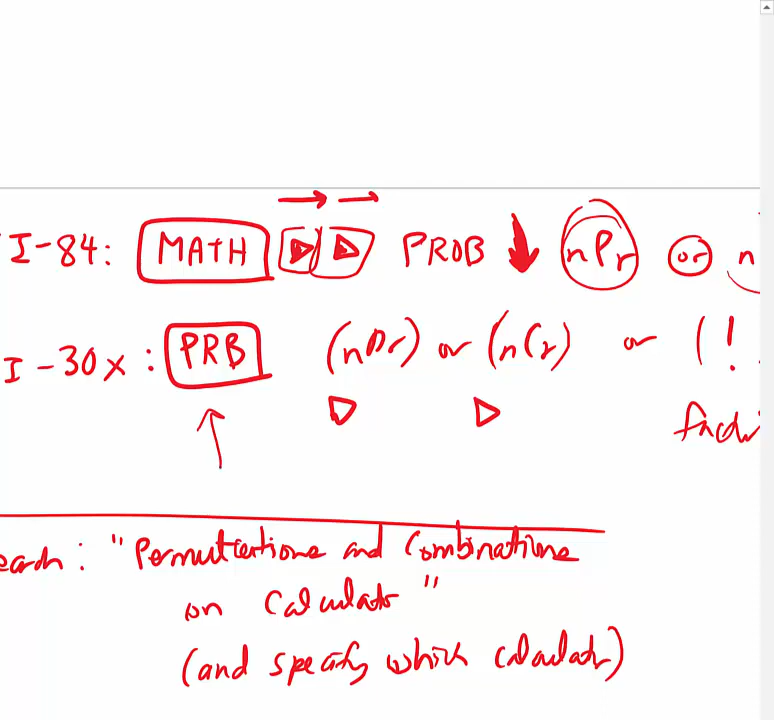 I-84: MATH ▷ ▷ PROB ↓ nPr or n
I-30x: PRB (nPr) or (nCr) or (!
▷ ▷
earch: "Permutations and Combinations
on Calculator"
(and specify which calculator)